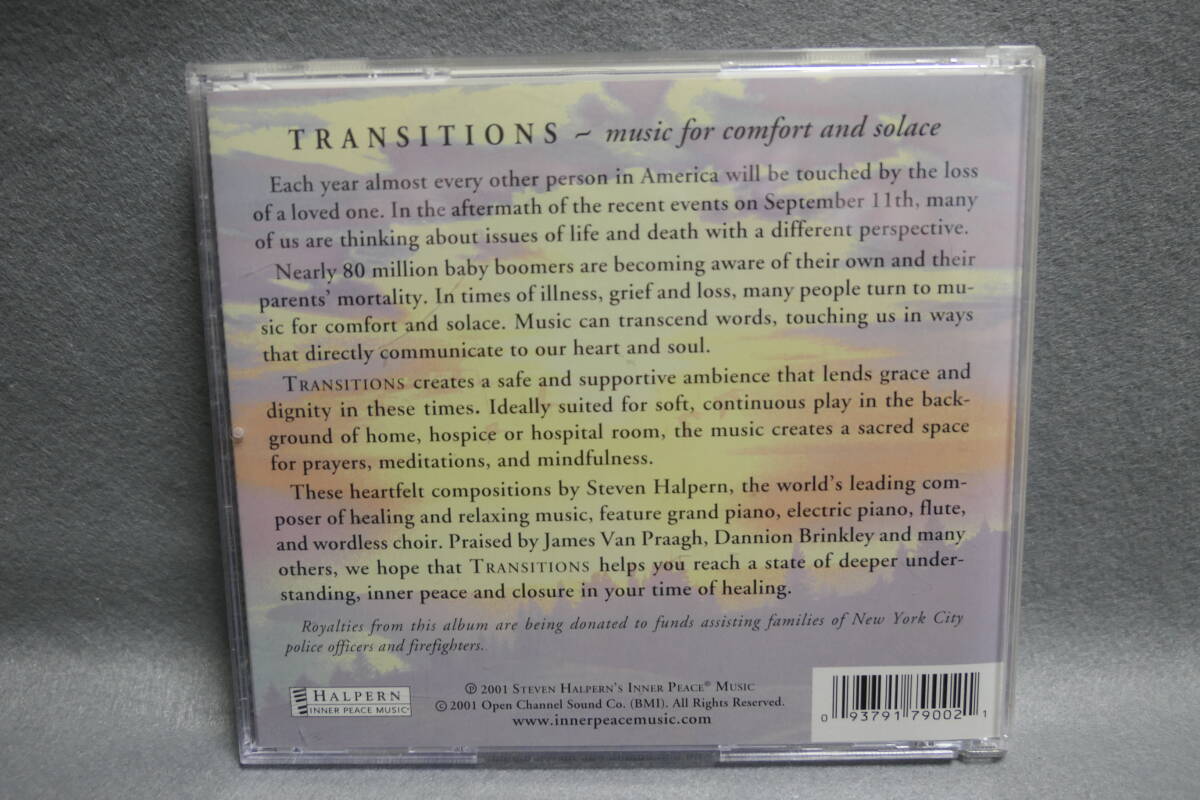 TRANSITIONS ~ music for comfort and solace
Each year almost every other person in America will be touched by the loss
of a loved one. In the aftermath of the recent events on September 11th, many
of us are thinking about issues of life and death with a different perspective.
Nearly 80 million baby boomers are becoming aware of their own and their
parents' mortality. In times of illness, grief and loss, many people turn to mu-
sic for comfort and solace. Music can transcend words, touching us in ways
that directly communicate to our heart and soul.
TRANSITIONS creates a safe and supportive ambience that lends grace and
dignity in these times. Ideally suited for soft, continuous play in the back-
ground of home, hospice or hospital room, the music creates a sacred space
for prayers, meditations, and mindfulness.
These heartfelt compositions by Steven Halpern, the world's leading com-
poser of healing and relaxing music, feature grand piano, electric piano, flute,
and wordless choir. Praised by James Van Praagh, Dannion Brinkley and many
others, we hope that TRANSITIONS helps you reach a state of deeper under-
standing, inner peace and closure in your time of healing.
Royalties from this album are being donated to funds assisting families of New York City
police officers and firefighters.
HALPERN
INNER PEACE MUSIC®
℗ 2001 STEVEN HALPERN'S INNER PEACE® MUSIC
© 2001 Open Channel Sound Co. (BMI). All Rights Reserved.
www.innerpeacemusic.com
0 93791 79002 1